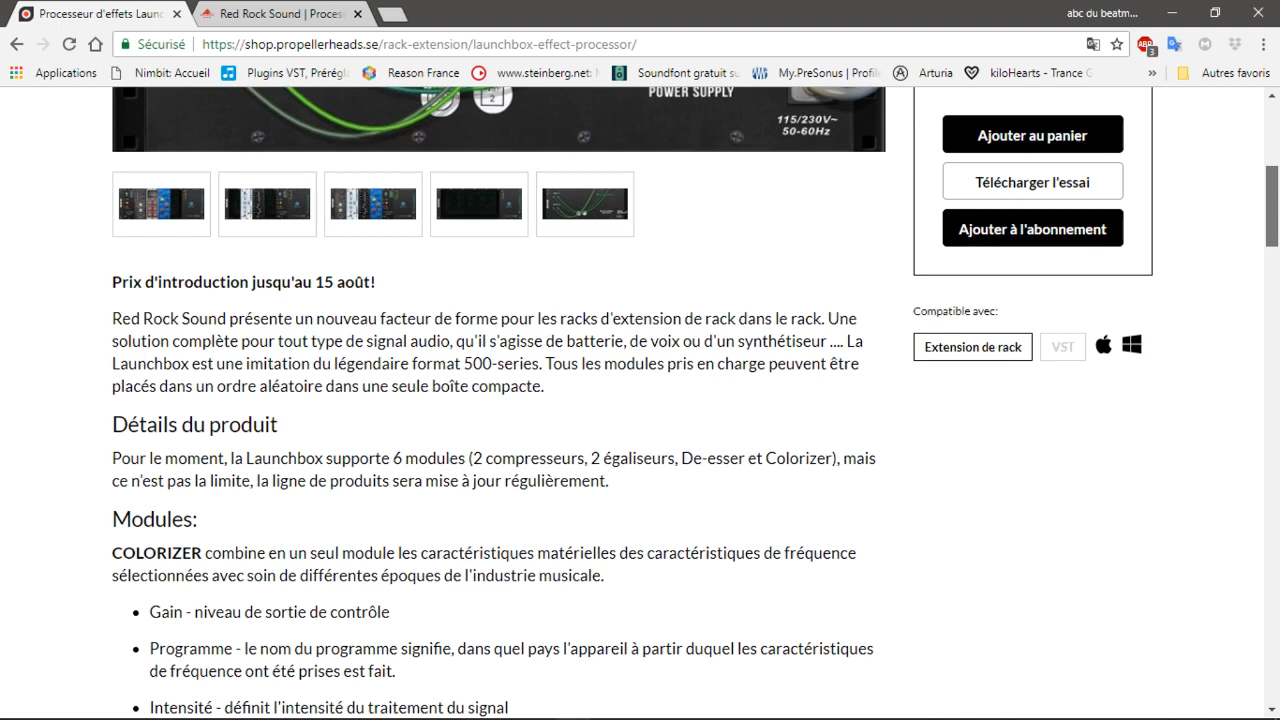 Processeur d'effets Laun
Red Rock Sound | Proces
abc du beatm...
Sécurisé
https://shop.propellerheads.se/rack-extension/launchbox-effect-processor/
ABP
3
Applications
Nimbit: Accueil
Plugins VST, Prérégl
Reason France
www.steinberg.net:
Soundfont gratuit su
My.PreSonus | Profile
Arturia
kiloHearts - Trance G
»
Autres favoris
2
POWER SUPPLY
115/230V~
50-60Hz
Ajouter au panier
Télécharger l'essai
Ajouter à l'abonnement
Compatible avec:
Extension de rack
VST
Prix d'introduction jusqu'au 15 août!
Red Rock Sound présente un nouveau facteur de forme pour les racks d'extension de rack dans le rack. Une
solution complète pour tout type de signal audio, qu'il s'agisse de batterie, de voix ou d'un synthétiseur .... La
Launchbox est une imitation du légendaire format 500-series. Tous les modules pris en charge peuvent être
placés dans un ordre aléatoire dans une seule boîte compacte.
Détails du produit
Pour le moment, la Launchbox supporte 6 modules (2 compresseurs, 2 égaliseurs, De-esser et Colorizer), mais
ce n'est pas la limite, la ligne de produits sera mise à jour régulièrement.
Modules:
COLORIZER combine en un seul module les caractéristiques matérielles des caractéristiques de fréquence
sélectionnées avec soin de différentes époques de l'industrie musicale.
• Gain - niveau de sortie de contrôle
• Programme - le nom du programme signifie, dans quel pays l'appareil à partir duquel les caractéristiques
de fréquence ont été prises est fait.
• Intensité - définit l'intensité du traitement du signal